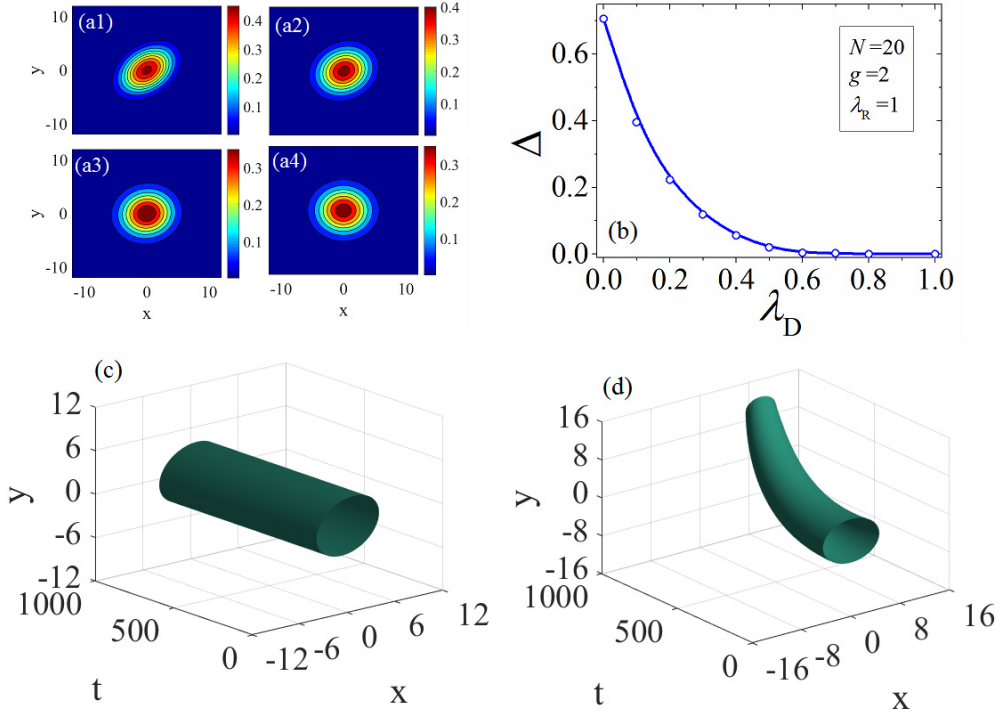 (a1)
10
0
-10
y
0.4
0.3
0.2
0.1
(a2)
0.4
0.3
0.2
0.1
(a3)
10
0
-10
y
-10 0 10
x
0.3
0.2
0.1
(a4)
-10 0 10
x
0.3
0.2
0.1
0.6
0.4
0.2
0.0
Δ
N =20
g =2
λR =1
(b)
0.0 0.2 0.4 0.6 0.8 1.0
λD
(c)
12
6
0
-6
-12
y
1000
500
0
t
-12 -6 0 6 12
x
(d)
16
8
0
-8
-16
y
1000
500
0
t
-16 -8 0 8 16
x